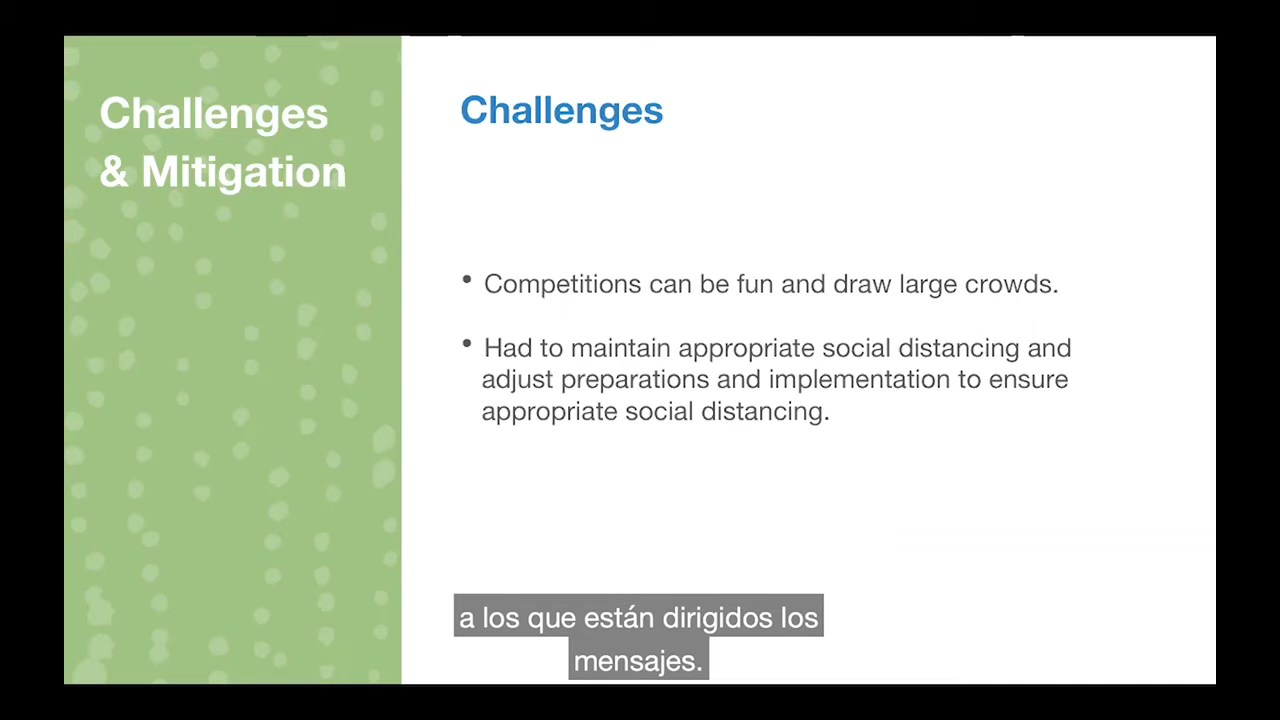 Challenges
& Mitigation
Challenges
• Competitions can be fun and draw large crowds.
• Had to maintain appropriate social distancing and
adjust preparations and implementation to ensure
appropriate social distancing.
a los que están dirigidos los
mensajes.